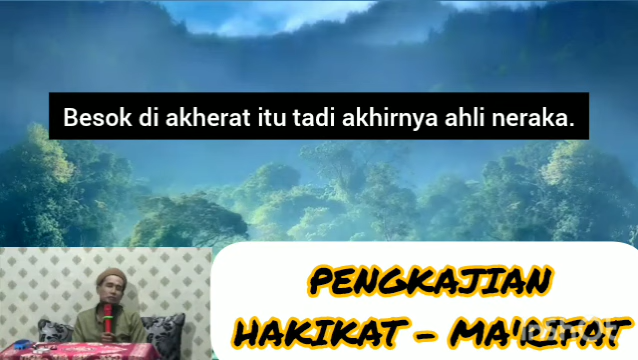 Besok di akherat itu tadi akhirnya ahli neraka.
PENGKAJIAN
HAKIKAT - MA'RIFAT